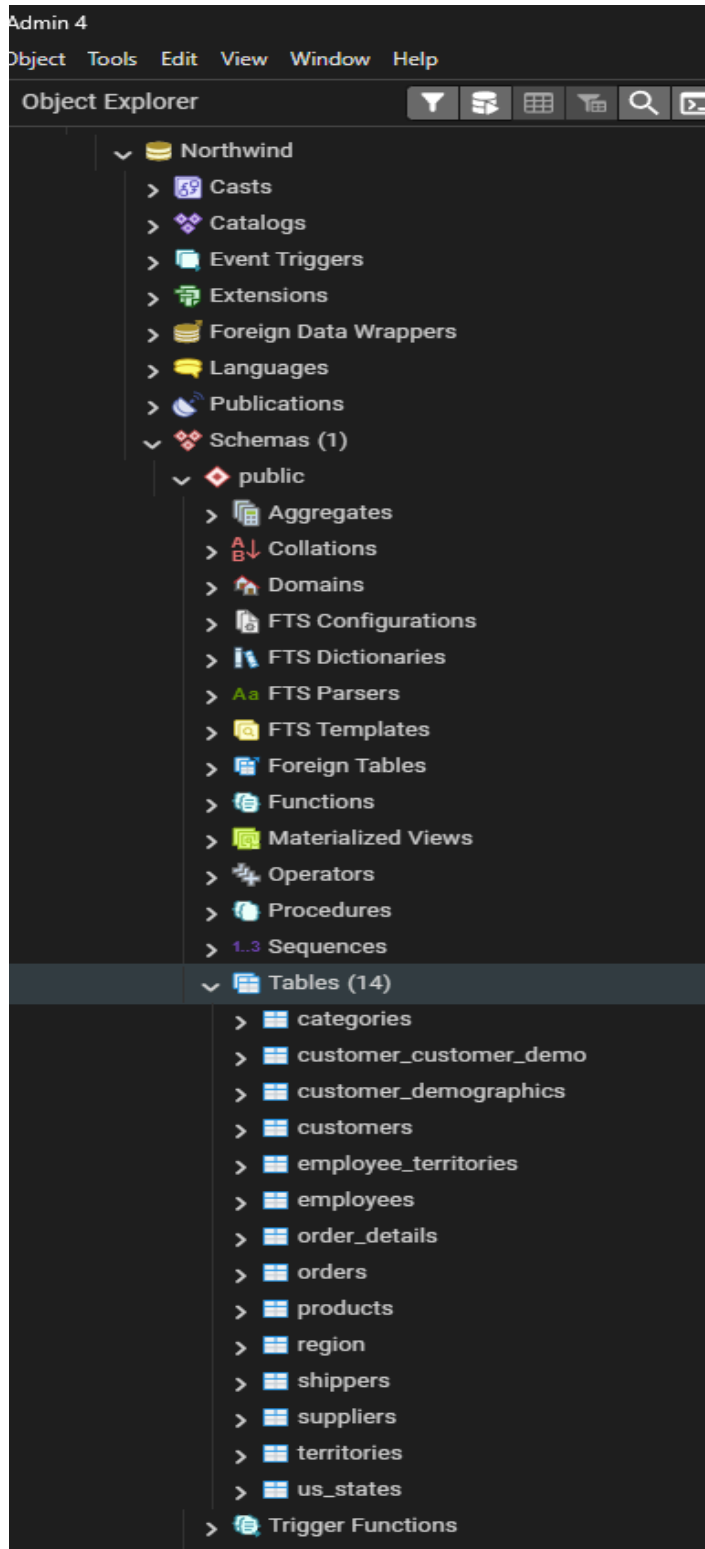 Admin 4
Object Tools Edit View Window Help
Object Explorer
Northwind
Casts
Catalogs
Event Triggers
Extensions
Foreign Data Wrappers
Languages
Publications
Schemas (1)
public
Aggregates
Collations
Domains
FTS Configurations
FTS Dictionaries
Aa FTS Parsers
FTS Templates
Foreign Tables
Functions
Materialized Views
Operators
Procedures
1..3 Sequences
Tables (14)
categories
customer_customer_demo
customer_demographics
customers
employee_territories
employees
order_details
orders
products
region
shippers
suppliers
territories
us_states
Trigger Functions